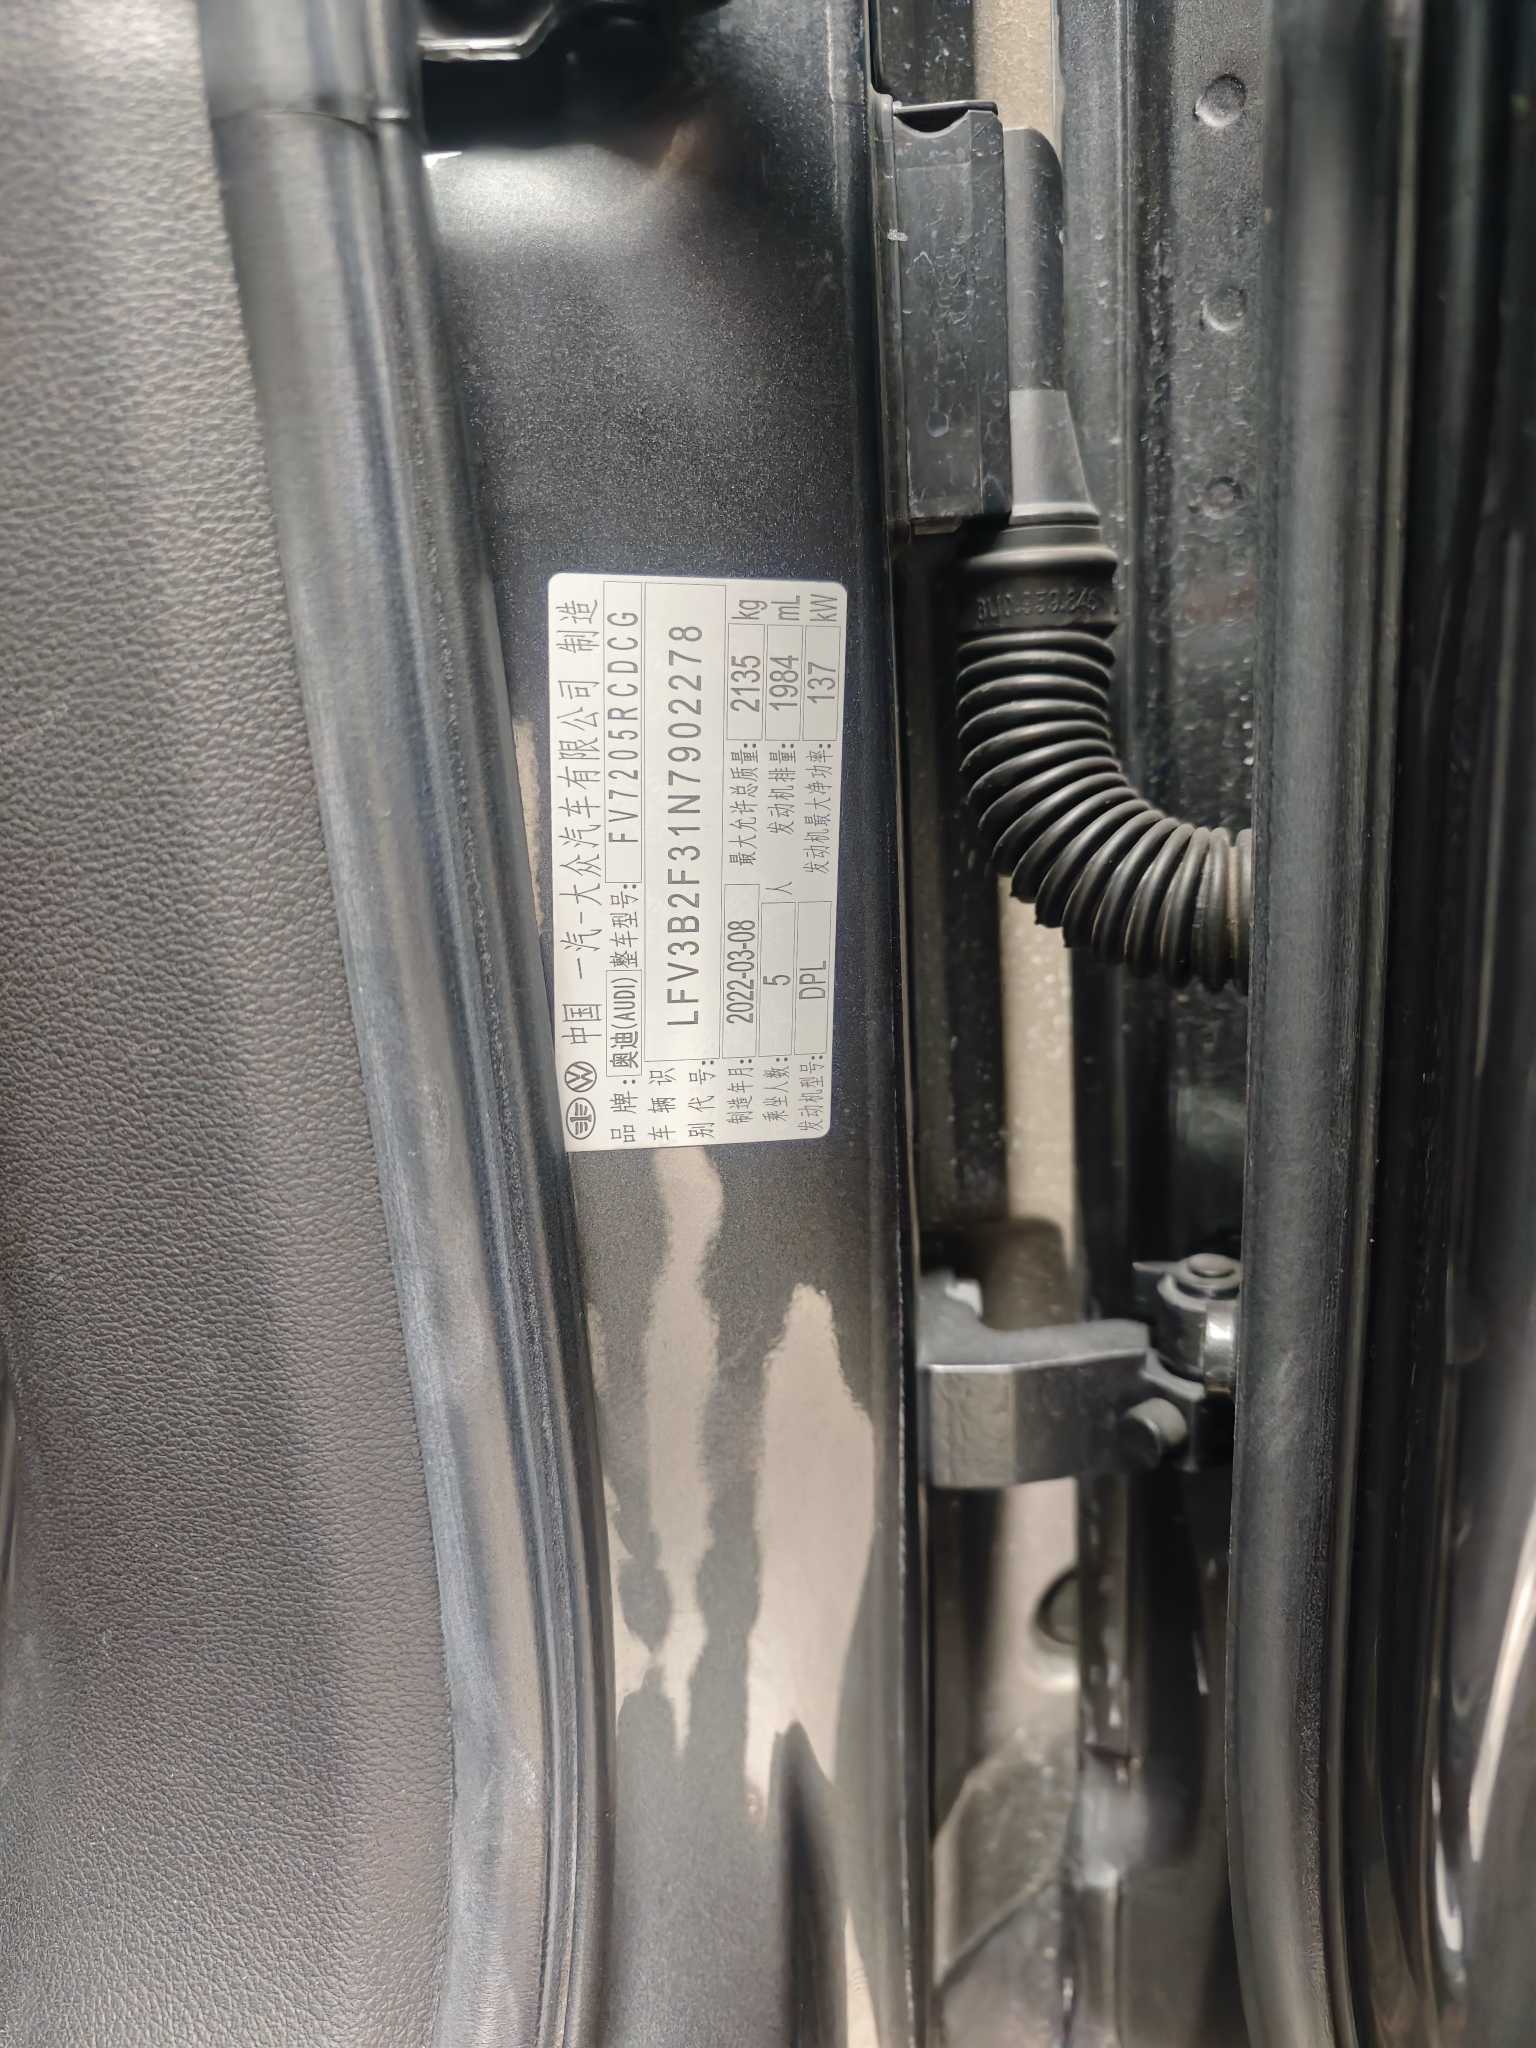 中国 一汽-大众汽车有限公司 制造
品 牌: 奥迪(AUDI) 整车型号: FV7205RCDCG
车 辆 识
别 代 号: LFV3B2F31N7902278
制造年月: 2022-03-08 最大允许总质量: 2135 kg
乘坐人数: 5 人 发动机排量: 1984 mL
发动机型号: DPL 发动机最大净功率: 137 kW